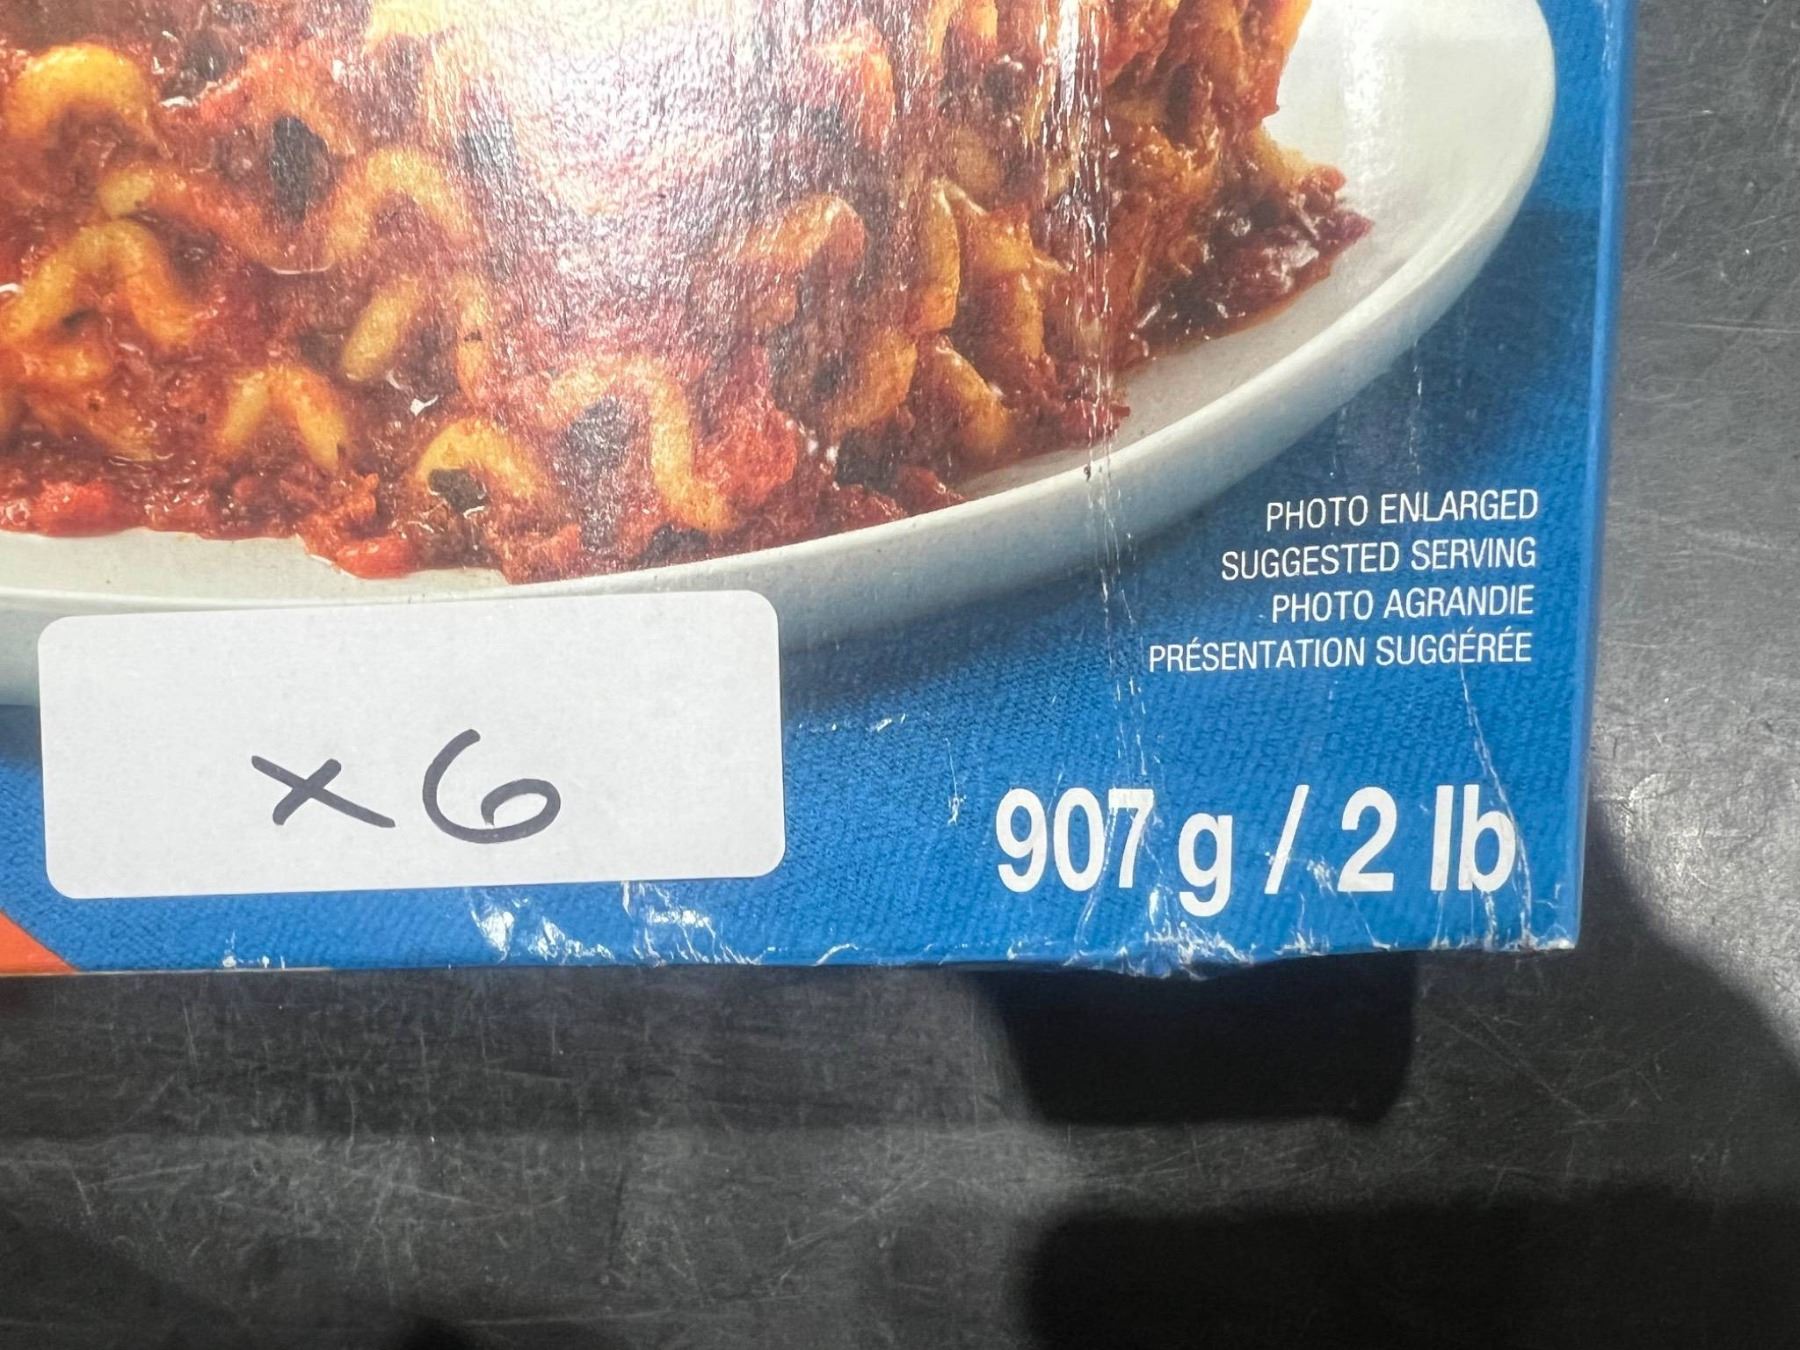 PHOTO ENLARGED
SUGGESTED SERVING
PHOTO AGRANDIE
PRÉSENTATION SUGGÉRÉE
x6
907 g / 2 lb